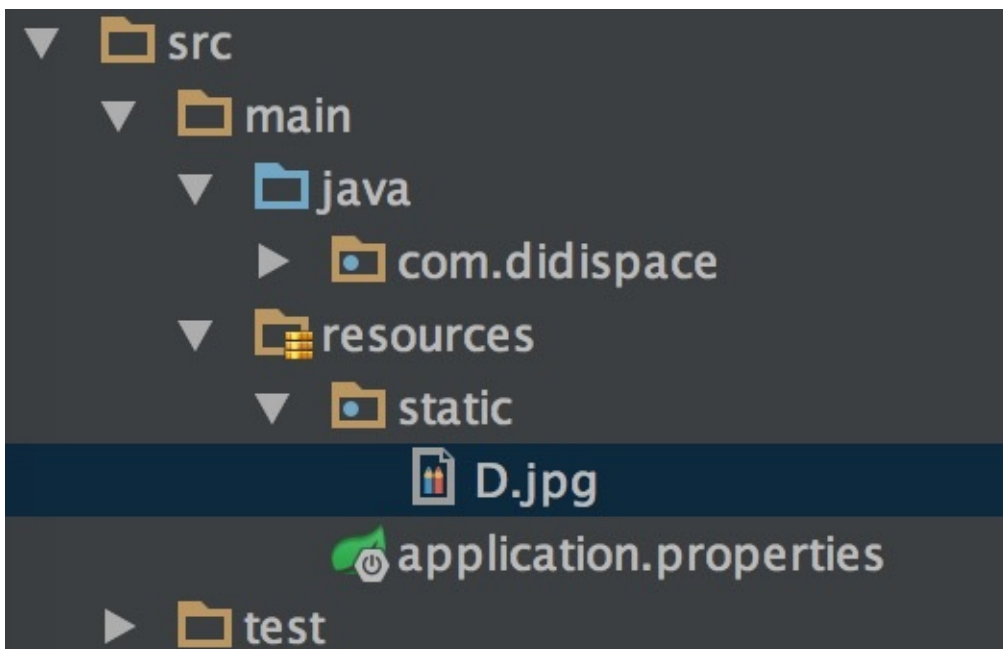 src
main
java
com.didispace
resources
static
D.jpg
application.properties
test